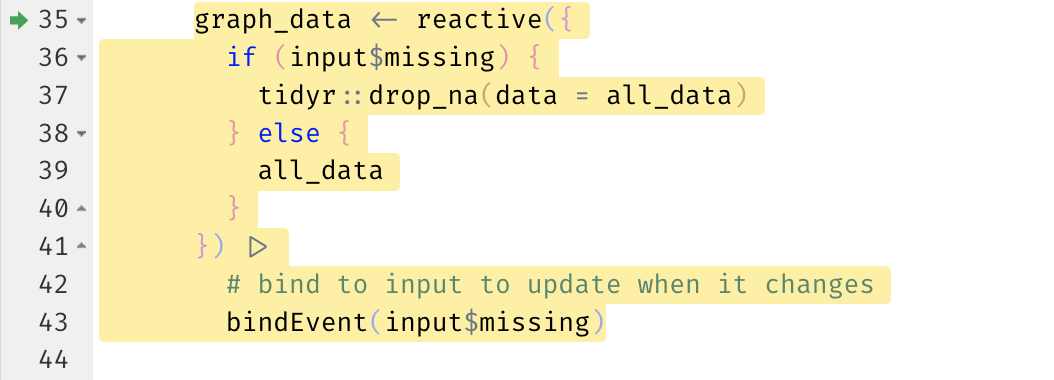 35 graph_data <- reactive({
36 if (input$missing) {
37 tidyr::drop_na(data = all_data)
38 } else {
39 all_data
40 }
41 }) |>
42 # bind to input to update when it changes
43 bindEvent(input$missing)
44